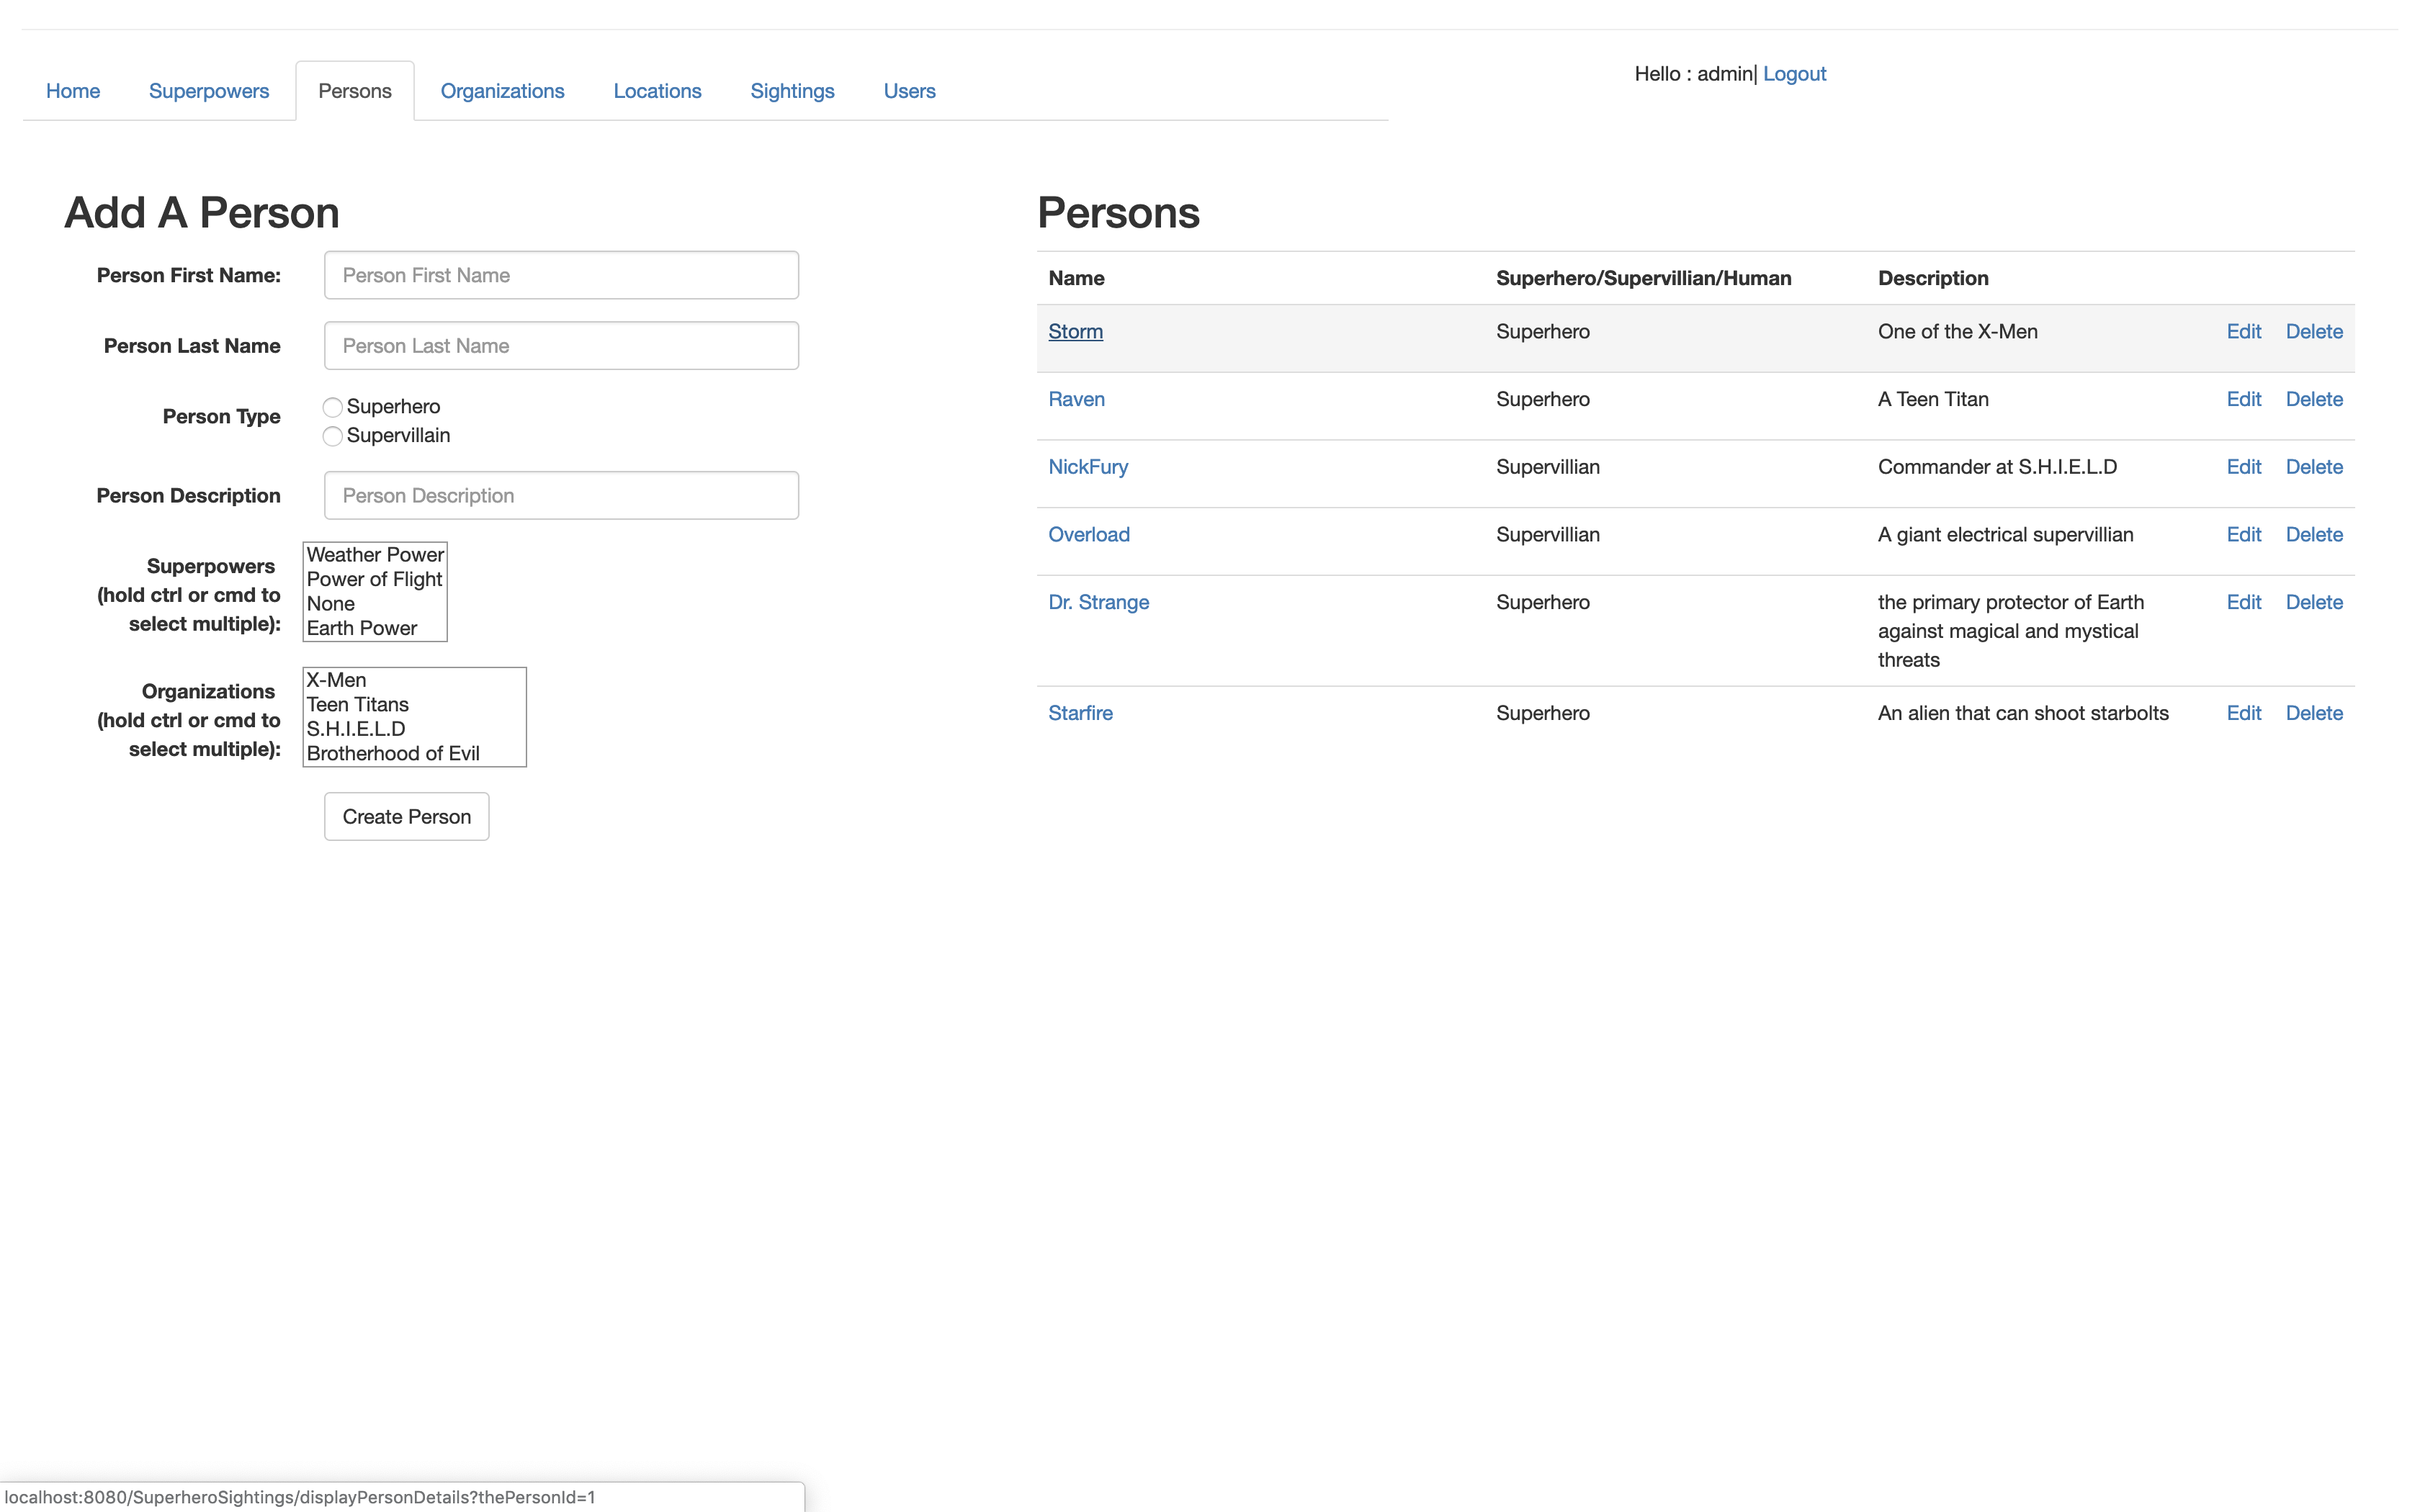 Home Superpowers Persons Organizations Locations Sightings Users
Hello : admin| Logout
Add A Person
Person First Name: Person First Name
Person Last Name Person Last Name
Person Type Superhero
Supervillain
Person Description Person Description
Superpowers
(hold ctrl or cmd to
select multiple):
Weather Power
Power of Flight
None
Earth Power
Organizations
(hold ctrl or cmd to
select multiple):
X-Men
Teen Titans
S.H.I.E.L.D
Brotherhood of Evil
Create Person
Persons
Name Superhero/Supervillian/Human Description
Storm Superhero One of the X-Men Edit Delete
Raven Superhero A Teen Titan Edit Delete
NickFury Supervillian Commander at S.H.I.E.L.D Edit Delete
Overload Supervillian A giant electrical supervillian Edit Delete
Dr. Strange Superhero the primary protector of Earth Edit Delete
against magical and mystical
threats
Starfire Superhero An alien that can shoot starbolts Edit Delete
localhost:8080/SuperheroSightings/displayPersonDetails?thePersonId=1